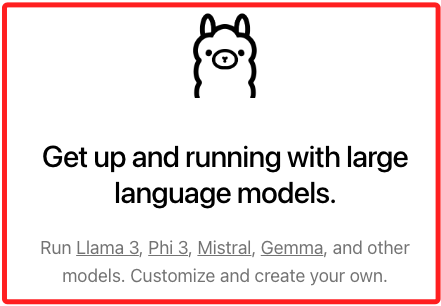 Get up and running with large
language models.
Run Llama 3, Phi 3, Mistral, Gemma, and other
models. Customize and create your own.